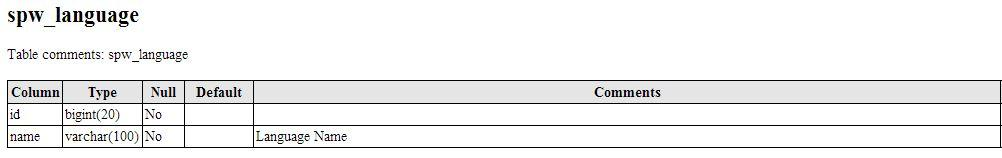 spw_language
Table comments: spw_language
Column Type Null Default Comments
id bigint(20) No
name varchar(100) No Language Name